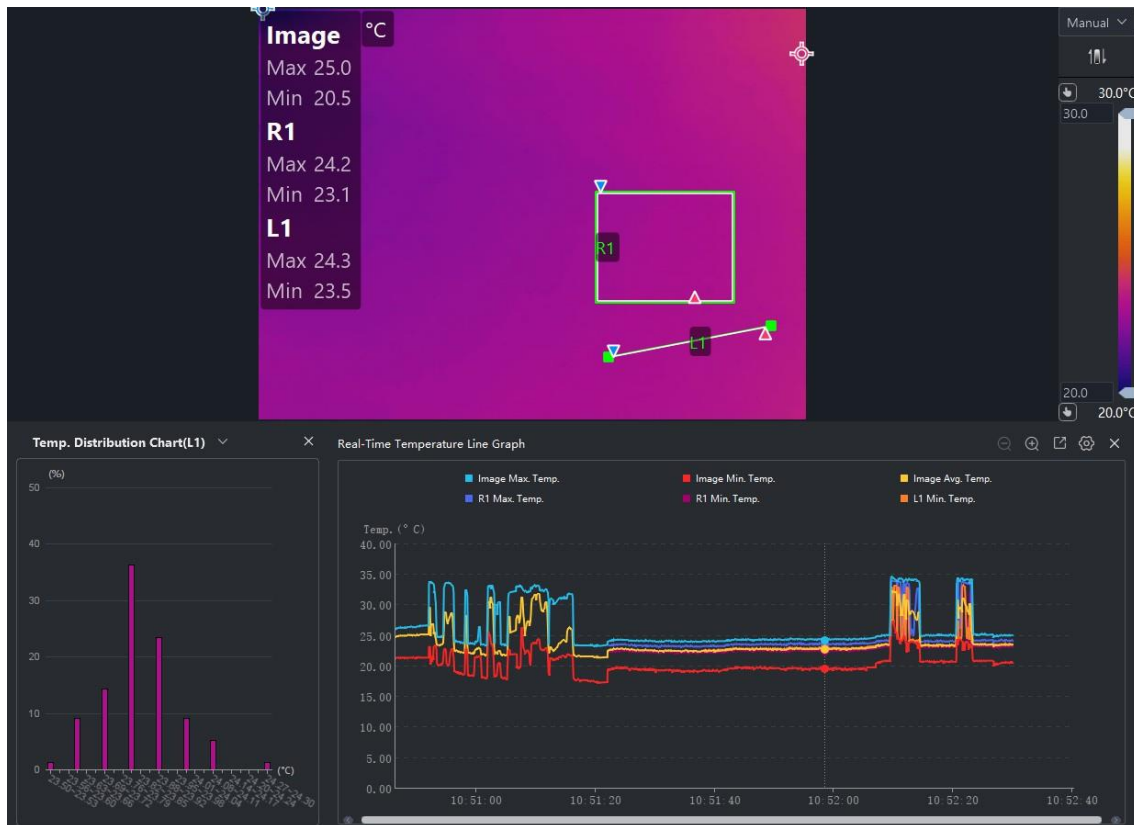 Image
°C
Max 25.0
Min 20.5
R1
Max 24.2
Min 23.1
L1
Max 24.3
Min 23.5
R1
L1
Manual
30.0°C
30.0
20.0
20.0°C
Temp. Distribution Chart(L1)
(%)
50
40
30
20
10
0
(°C)
Real-Time Temperature Line Graph
Image Max. Temp.
Image Min. Temp.
Image Avg. Temp.
R1 Max. Temp.
R1 Min. Temp.
L1 Min. Temp.
Temp.(°C)
40.00
35.00
30.00
25.00
20.00
15.00
10.00
5.00
0.00
10:51:00
10:51:20
10:51:40
10:52:00
10:52:20
10:52:40